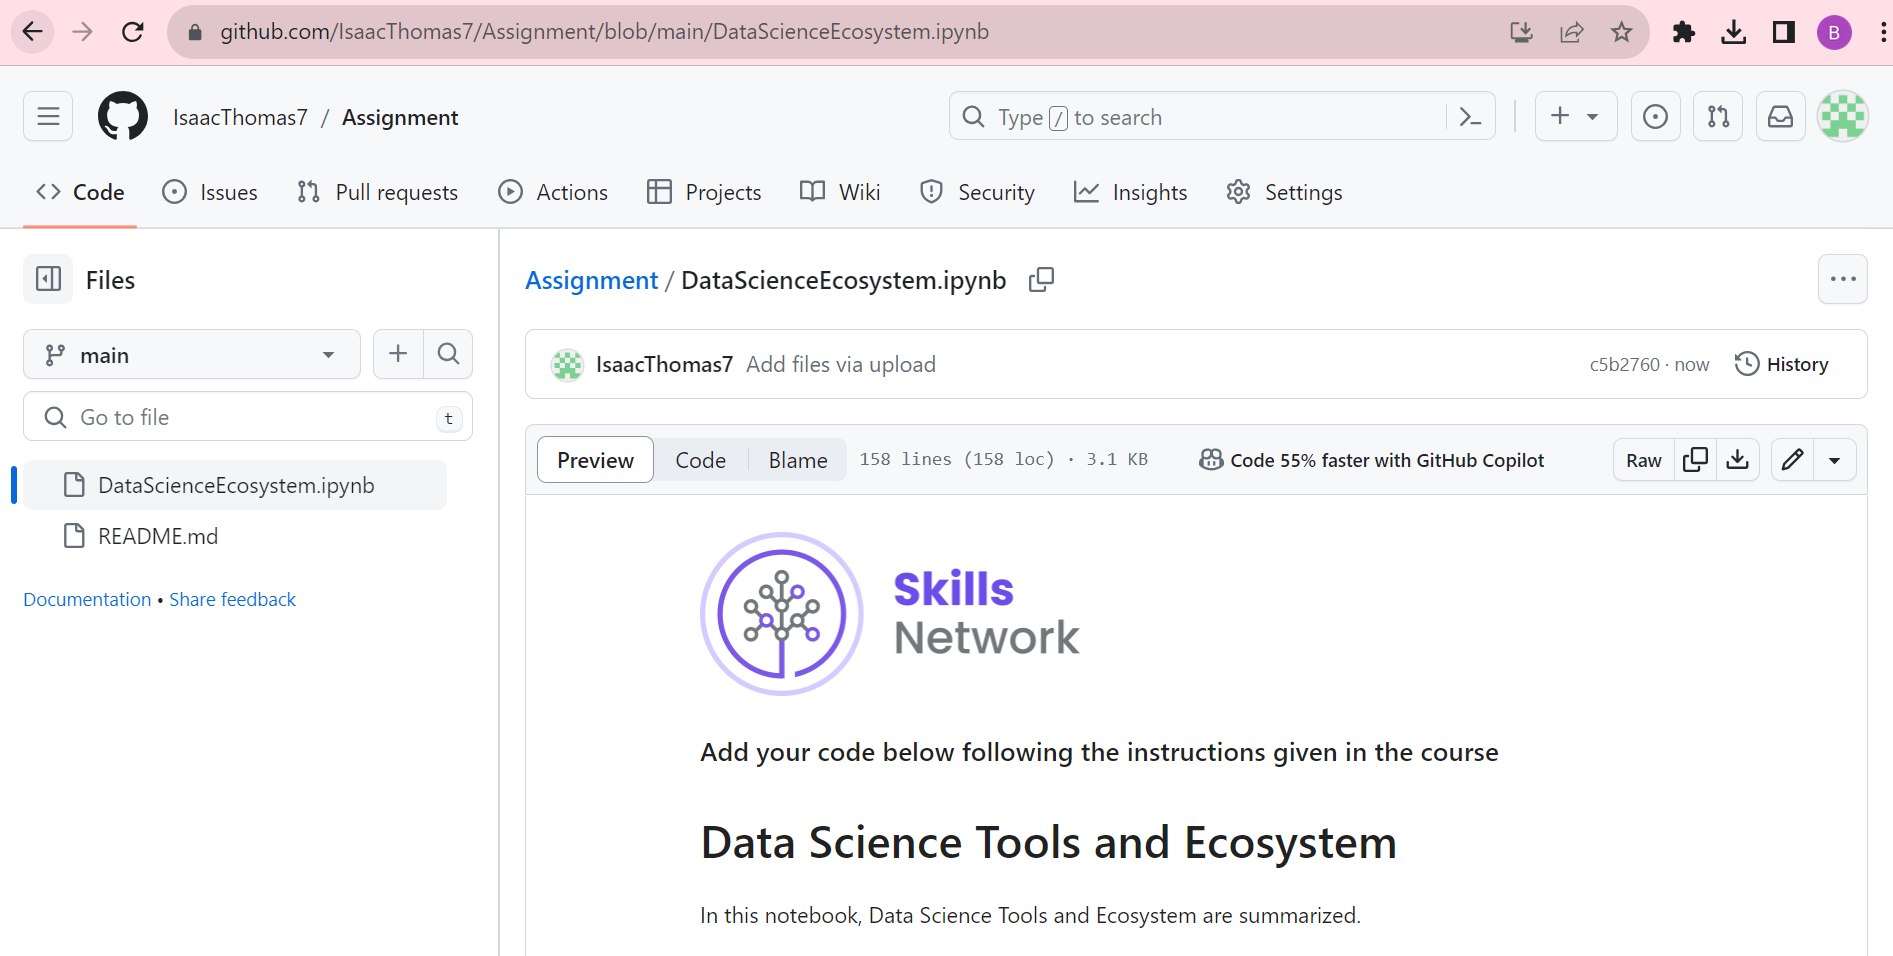 github.com/IsaacThomas7/Assignment/blob/main/DataScienceEcosystem.ipynb
B
IsaacThomas7 / Assignment
Type / to search
Code Issues Pull requests Actions Projects Wiki Security Insights Settings
Files
main
Go to file t
DataScienceEcosystem.ipynb
README.md
Documentation • Share feedback
Assignment / DataScienceEcosystem.ipynb
IsaacThomas7 Add files via upload c5b2760 · now History
Preview Code Blame 158 lines (158 loc) · 3.1 KB Code 55% faster with GitHub Copilot Raw
Skills
Network
Add your code below following the instructions given in the course
Data Science Tools and Ecosystem
In this notebook, Data Science Tools and Ecosystem are summarized.